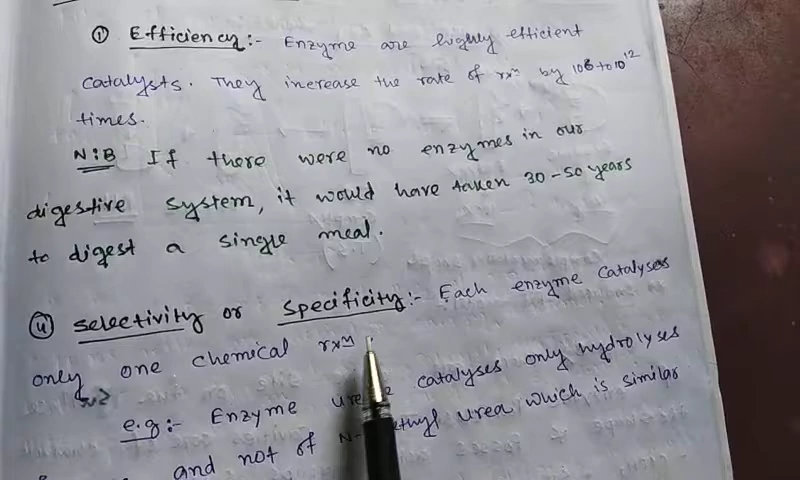 ① Efficiency:- Enzyme are highly efficient
catalysts. They increase the rate of rxⁿ by 10⁶ to 10¹²
times.
N:B If there were no enzymes in our
digestive system, it would have taken 30-50 years
to digest a single meal.
② Selectivity or Specificity:- Each enzyme catalyses
only one chemical rxⁿ
e.g:- Enzyme catalyses only hydrolyses
and not of urea which is similar